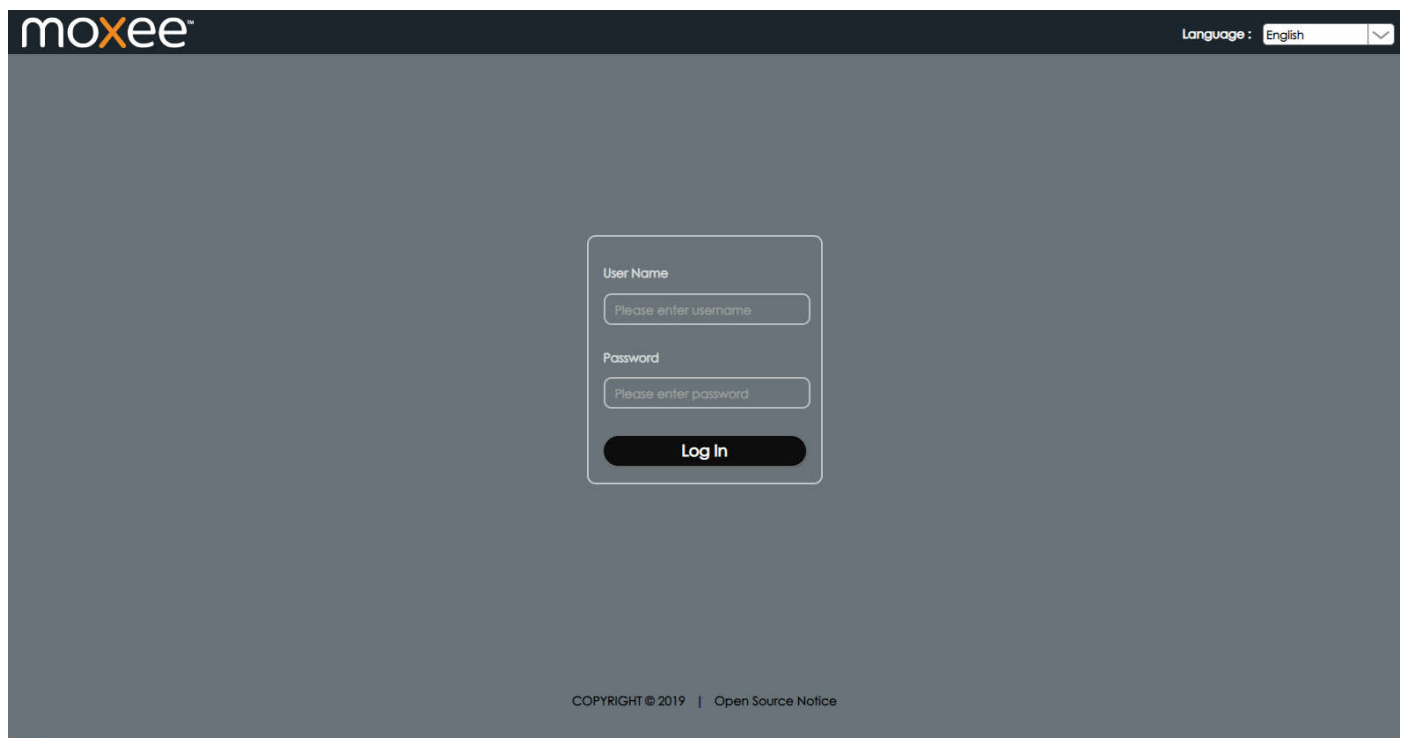 moxee™
Language : English
User Name
Please enter username
Password
Please enter password
Log In
COPYRIGHT © 2019 | Open Source Notice